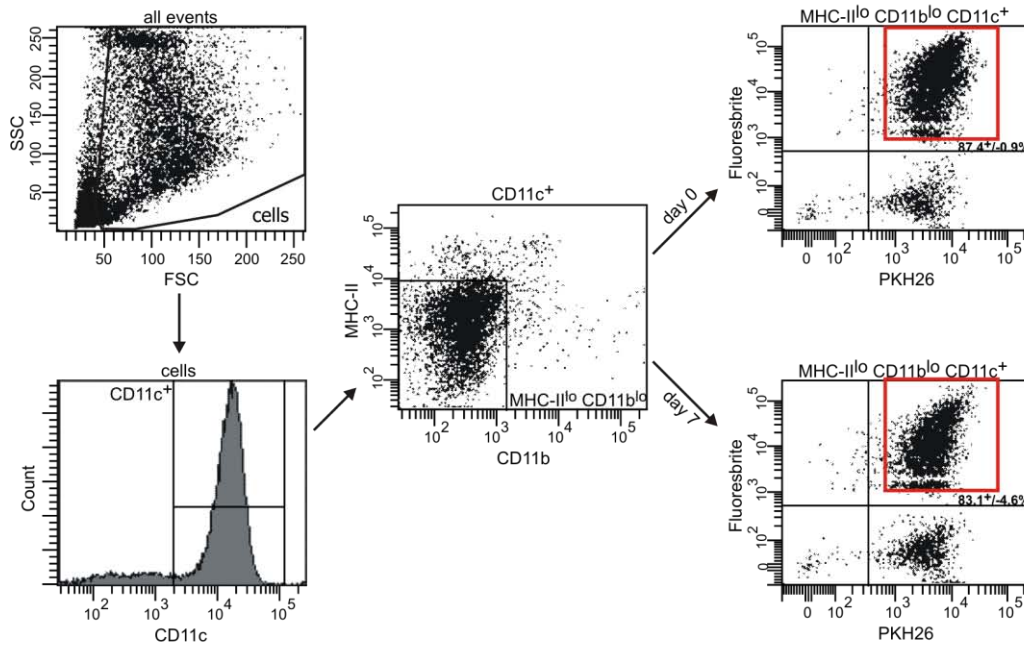 all events
SSC
250
200
150
100
50
cells
50 100 150 200 250
FSC
cells
CD11c⁺
Count
10² 10³ 10⁴ 10⁵
CD11c
CD11c⁺
MHC-II
10⁵
10⁴
10³
10²
MHC-IIˡᵒ CD11bˡᵒ
10² 10³ 10⁴ 10⁵
CD11b
day 0
day 7
MHC-IIˡᵒ CD11bˡᵒ CD11c⁺
Fluoresbrite
10⁵
10⁴
10³
10²
0
87.4⁺/-0.9%
0 10² 10³ 10⁴ 10⁵
PKH26
MHC-IIˡᵒ CD11bˡᵒ CD11c⁺
Fluoresbrite
10⁵
10⁴
10³
10²
0
83.1⁺/-4.6%
0 10² 10³ 10⁴ 10⁵
PKH26